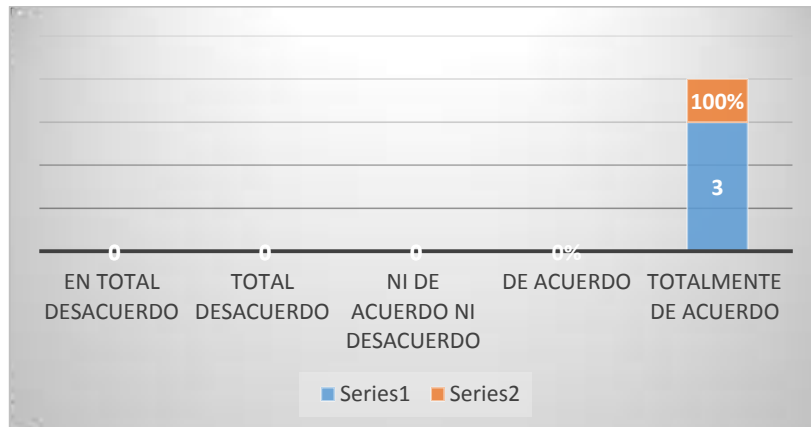 100%
3
0 0 0 0%
EN TOTAL DESACUERDO
TOTAL DESACUERDO
NI DE ACUERDO NI DESACUERDO
DE ACUERDO
TOTALMENTE DE ACUERDO
Series1 Series2